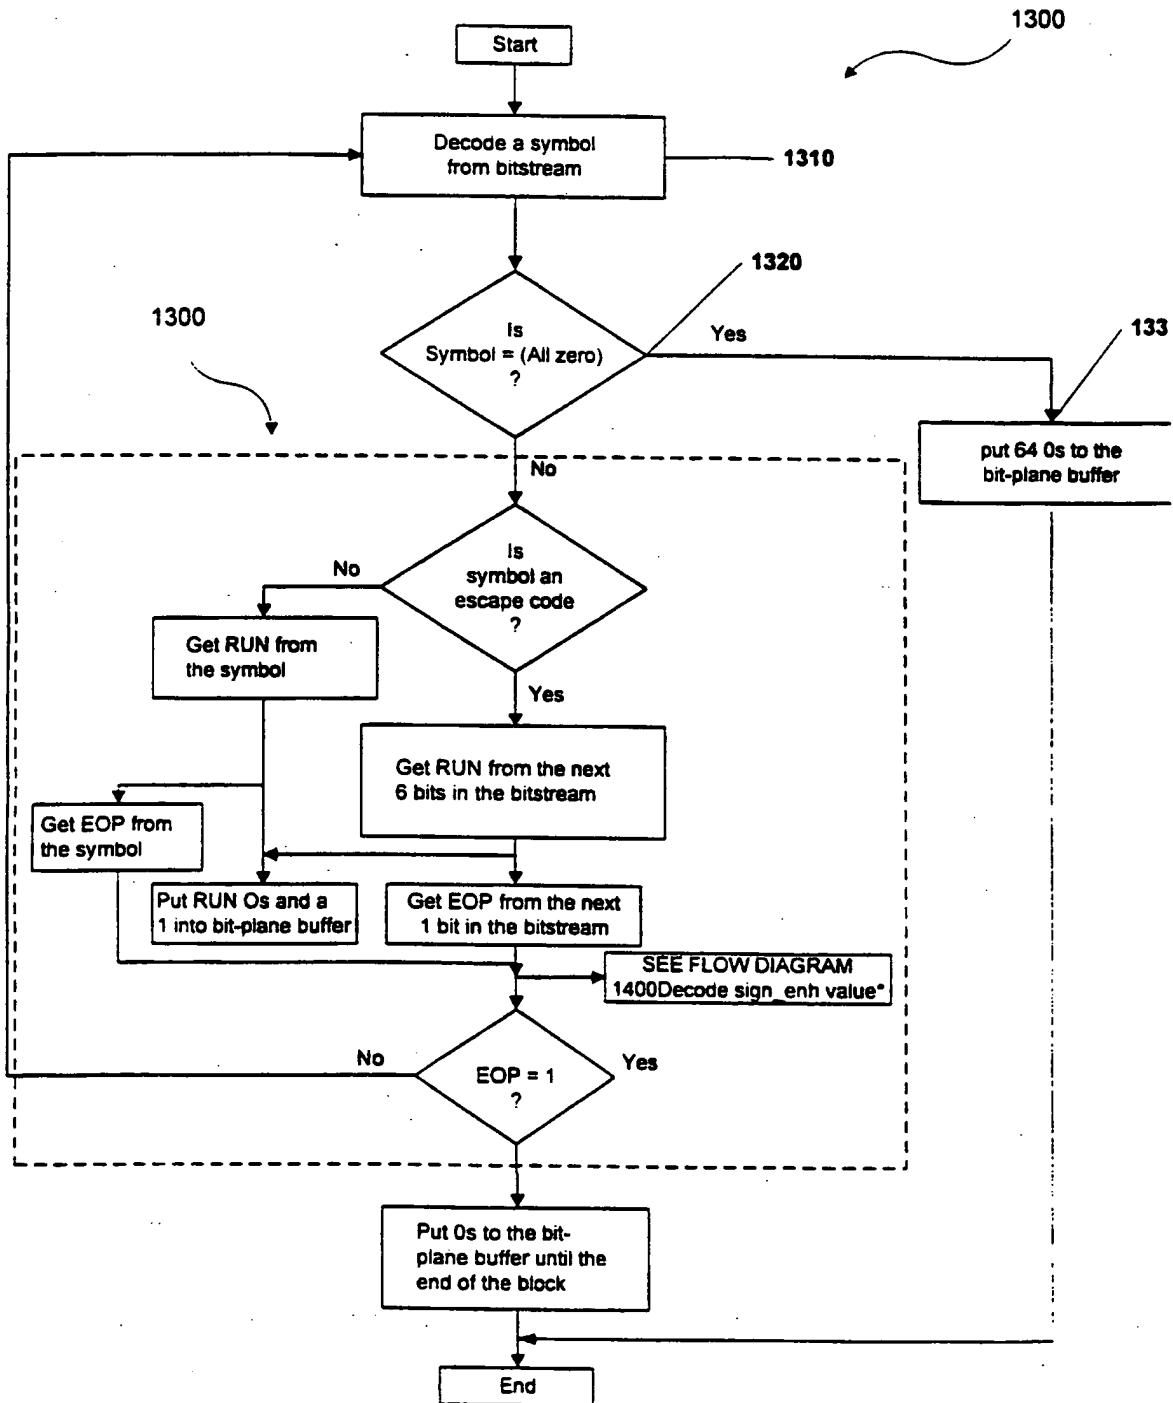 1300
Start
Decode a symbol
from bitstream
1310
1320
Is
Symbol = (All zero)
?
Yes
133
1300
put 64 0s to the
bit-plane buffer
No
Is
symbol an
escape code
?
No
Get RUN from
the symbol
Yes
Get RUN from the next
6 bits in the bitstream
Get EOP from
the symbol
Put RUN Os and a
1 into bit-plane buffer
Get EOP from the next
1 bit in the bitstream
SEE FLOW DIAGRAM
1400Decode sign_enh value*
No
EOP = 1
?
Yes
Put 0s to the bit-
plane buffer until the
end of the block
End